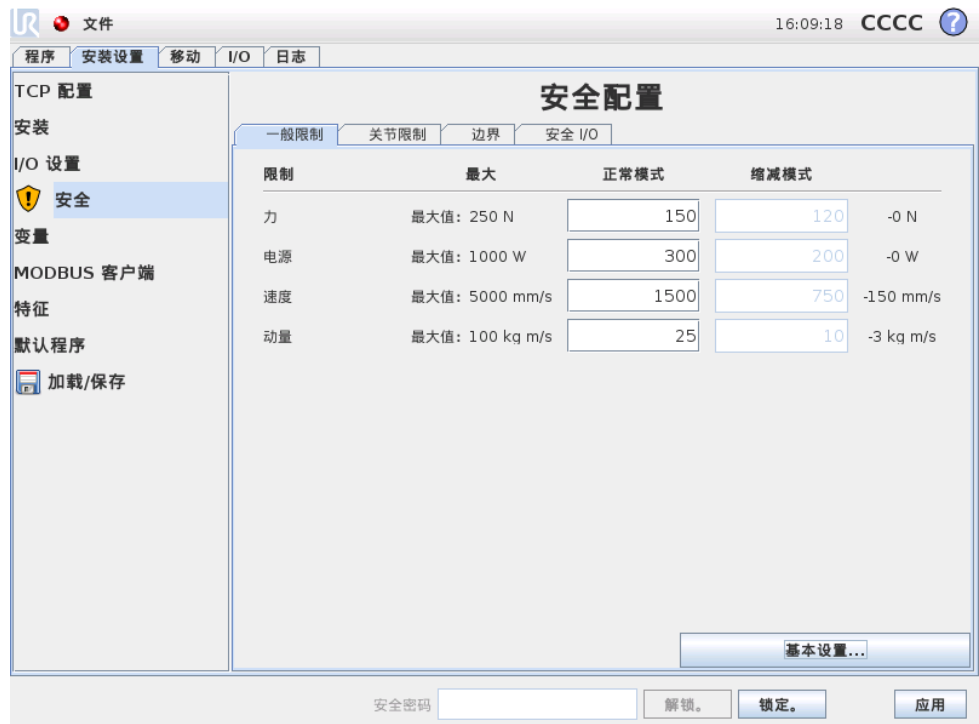 UR 文件 16:09:18 CCCC ?
程序 安装设置 移动 I/O 日志
TCP 配置
安装
I/O 设置
安全
变量
MODBUS 客户端
特征
默认程序
加载/保存
安全配置
一般限制 关节限制 边界 安全 I/O
限制 最大 正常模式 缩减模式
力 最大值: 250 N 150 120 -0 N
电源 最大值: 1000 W 300 200 -0 W
速度 最大值: 5000 mm/s 1500 750 -150 mm/s
动量 最大值: 100 kg m/s 25 10 -3 kg m/s
基本设置...
安全密码 解锁。 锁定。 应用